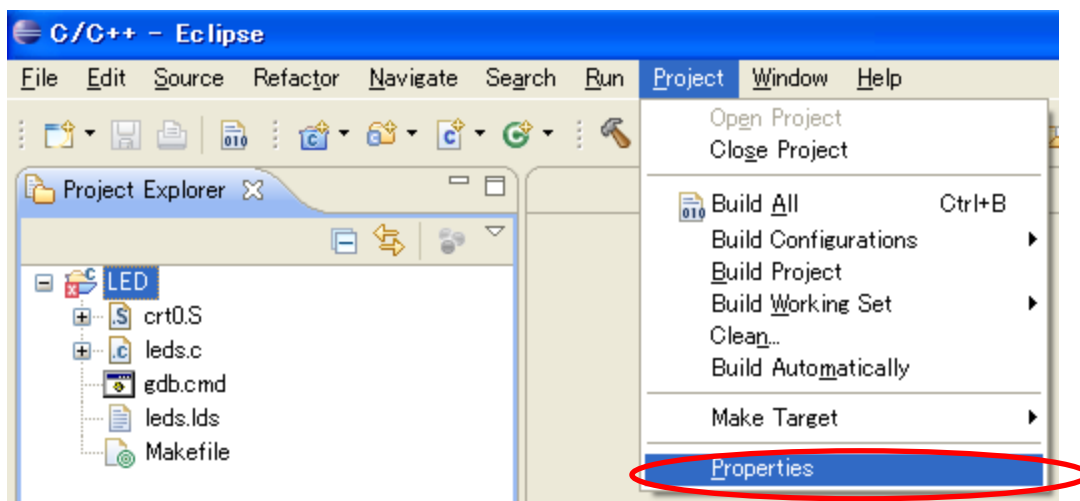 C/C++ - Eclipse
File Edit Source Refactor Navigate Search Run Project Window Help
Project Explorer
LED
crt0.S
leds.c
gdb.cmd
leds.lds
Makefile
Open Project
Close Project
Build All Ctrl+B
Build Configurations
Build Project
Build Working Set
Clean...
Build Automatically
Make Target
Properties